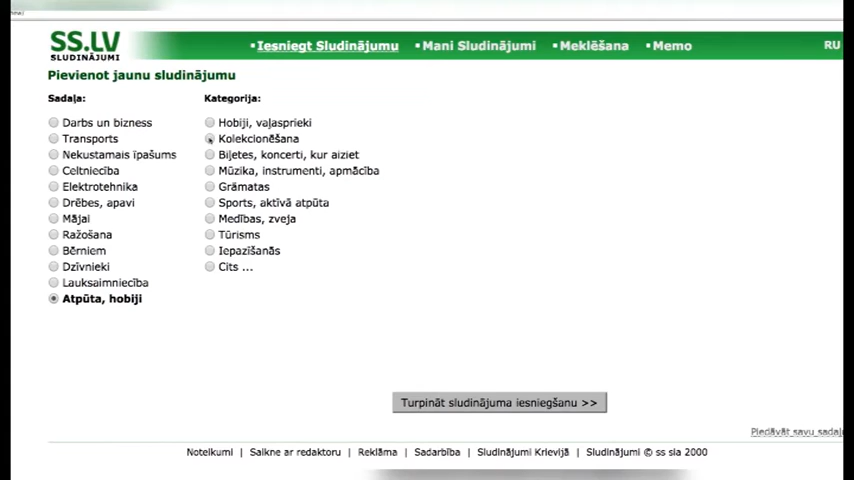 SS.LV
SLUDINĀJUMI
Iesniegt Sludinājumu
Mani Sludinājumi
Meklēšana
Memo
RU
Pievienot jaunu sludinājumu
Sadaļa:
Darbs un bizness
Transports
Nekustamais īpašums
Celtniecība
Elektrotehnika
Drēbes, apavi
Mājai
Ražošana
Bērniem
Dzīvnieki
Lauksaimniecība
Atpūta, hobiji
Kategorija:
Hobiji, vaļasprieki
Kolekcionēšana
Biļetes, koncerti, kur aiziet
Mūzika, instrumenti, apmācība
Grāmatas
Sports, aktīvā atpūta
Medības, zveja
Tūrisms
Iepazīšanās
Cits ...
Turpināt sludinājuma iesniegšanu >>
Piedāvāt savu sadaļ
Noteikumi | Saikne ar redaktoru | Reklāma | Sadarbība | Sludinājumi Krievijā | Sludinājumi © ss sia 2000